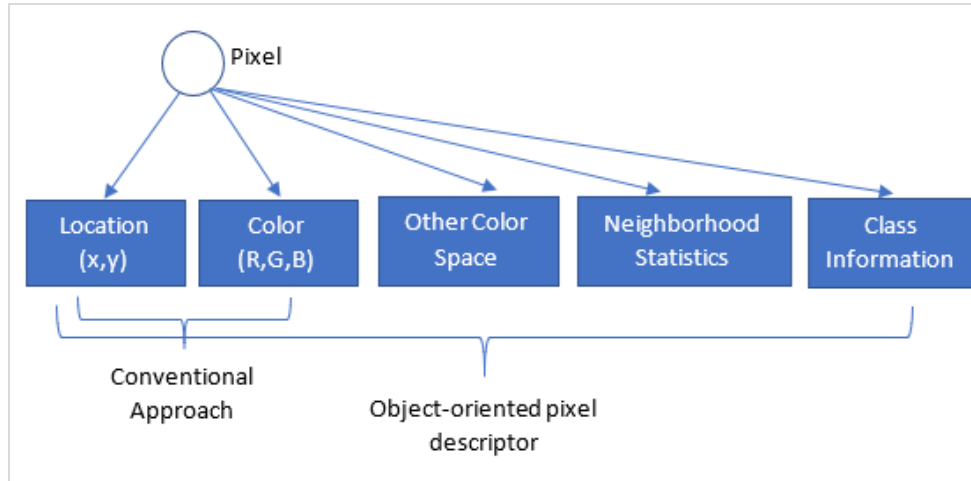 Pixel
Location
(x,y)
Color
(R,G,B)
Other Color
Space
Neighborhood
Statistics
Class
Information
Conventional
Approach
Object-oriented pixel
descriptor